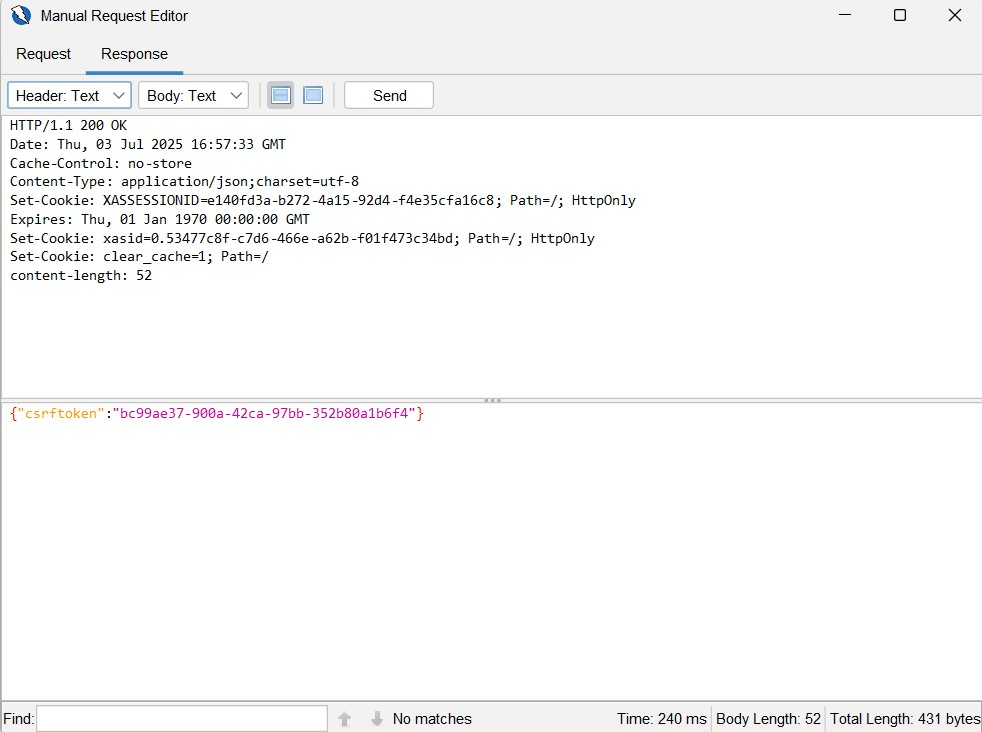 Manual Request Editor
Request Response
Header: Text Body: Text Send
HTTP/1.1 200 OK
Date: Thu, 03 Jul 2025 16:57:33 GMT
Cache-Control: no-store
Content-Type: application/json;charset=utf-8
Set-Cookie: XASSESSIONID=e140fd3a-b272-4a15-92d4-f4e35cfa16c8; Path=/; HttpOnly
Expires: Thu, 01 Jan 1970 00:00:00 GMT
Set-Cookie: xasid=0.53477c8f-c7d6-466e-a62b-f01f473c34bd; Path=/; HttpOnly
Set-Cookie: clear_cache=1; Path=/
content-length: 52
{"csrftoken":"bc99ae37-900a-42ca-97bb-352b80a1b6f4"}
Find: No matches Time: 240 ms Body Length: 52 Total Length: 431 bytes